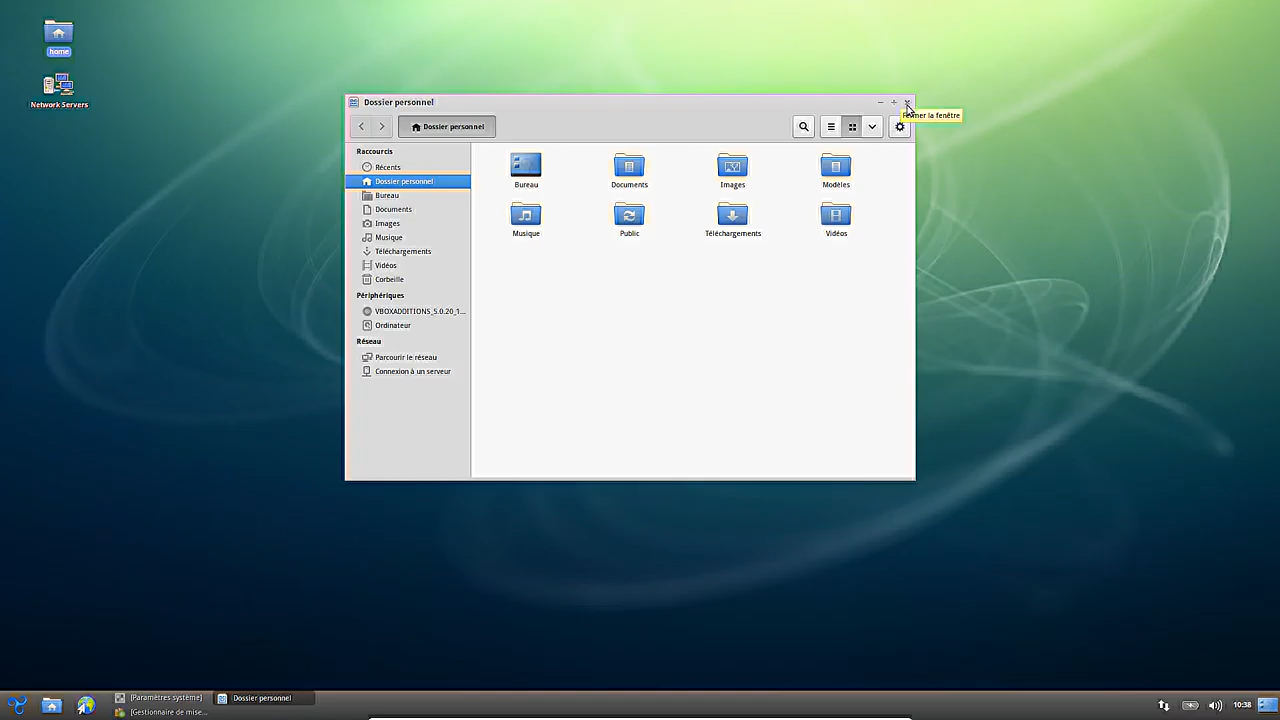 home
Network Servers
Dossier personnel
Fermer la fenêtre
Dossier personnel
Raccourcis
Récents
Dossier personnel
Bureau
Documents
Images
Musique
Téléchargements
Vidéos
Corbeille
Périphériques
VBOXADDITIONS_5.0.20_1...
Ordinateur
Réseau
Parcourir le réseau
Connexion à un serveur
Bureau
Documents
Images
Modèles
Musique
Public
Téléchargements
Vidéos
[Paramètres système]
Dossier personnel
[Gestionnaire de mise...
10:38